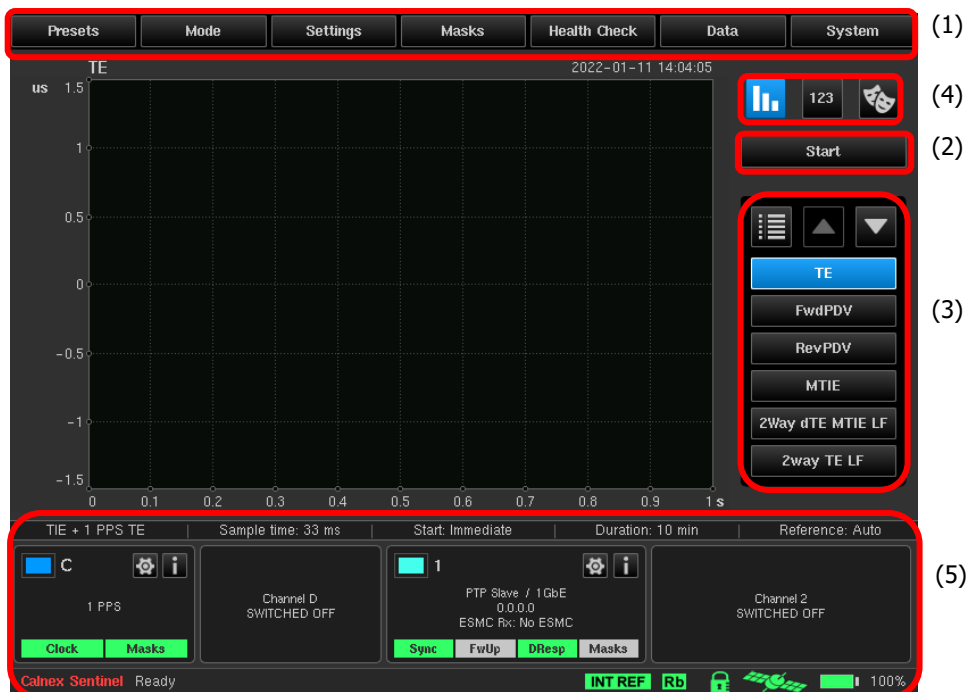 Presets Mode Settings Masks Health Check Data System (1)
TE 2022-01-11 14:04:05
us 1.5
123 (4)
1
Start (2)
0.5
TE
0
FwdPDV (3)
-0.5
RevPDV
MTIE
-1
2Way dTE MTIE LF
2way TE LF
-1.5
0 0.1 0.2 0.3 0.4 0.5 0.6 0.7 0.8 0.9 1 s
TIE + 1 PPS TE | Sample time: 33 ms | Start: Immediate | Duration: 10 min | Reference: Auto
C i
1 i
(5)
1 PPS
Channel D
SWITCHED OFF
PTP Slave / 1GbE
0.0.0.0
ESMC Rx: No ESMC
Channel 2
SWITCHED OFF
Clock Masks
Sync FwUp DResp Masks
Calnex Sentinel Ready INT REF Rb 100%